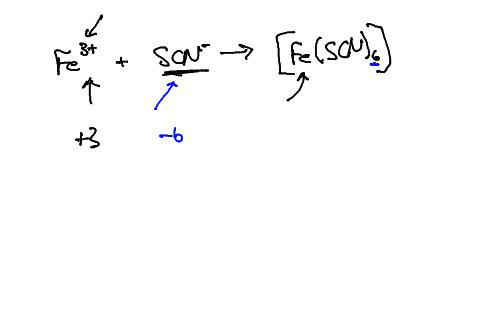 Fe³⁺ + SCN⁻ → [Fe(SCN)₆]
+3 -6